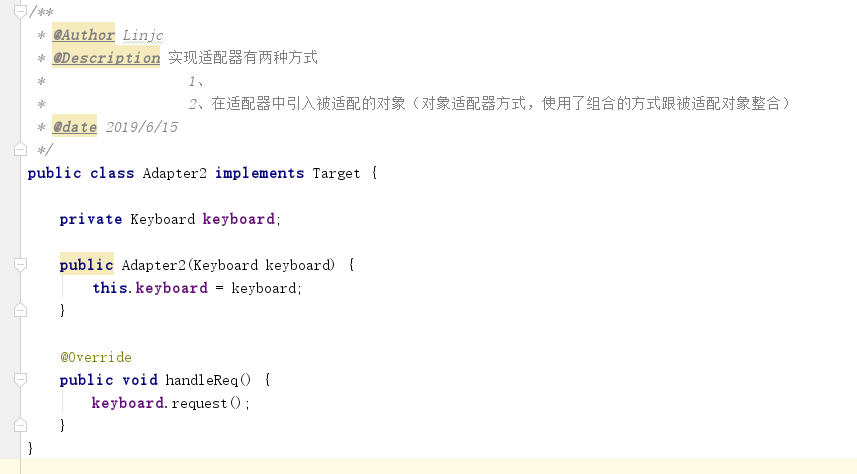 /**
 * @Author Linjc
 * @Description 实现适配器有两种方式
 * 1、
 * 2、在适配器中引入被适配的对象（对象适配器方式，使用了组合的方式跟被适配对象整合）
 * @date 2019/6/15
 */
public class Adapter2 implements Target {
    private Keyboard keyboard;
    public Adapter2(Keyboard keyboard) {
        this.keyboard = keyboard;
    }
    @Override
    public void handleReq() {
        keyboard.request();
    }
}